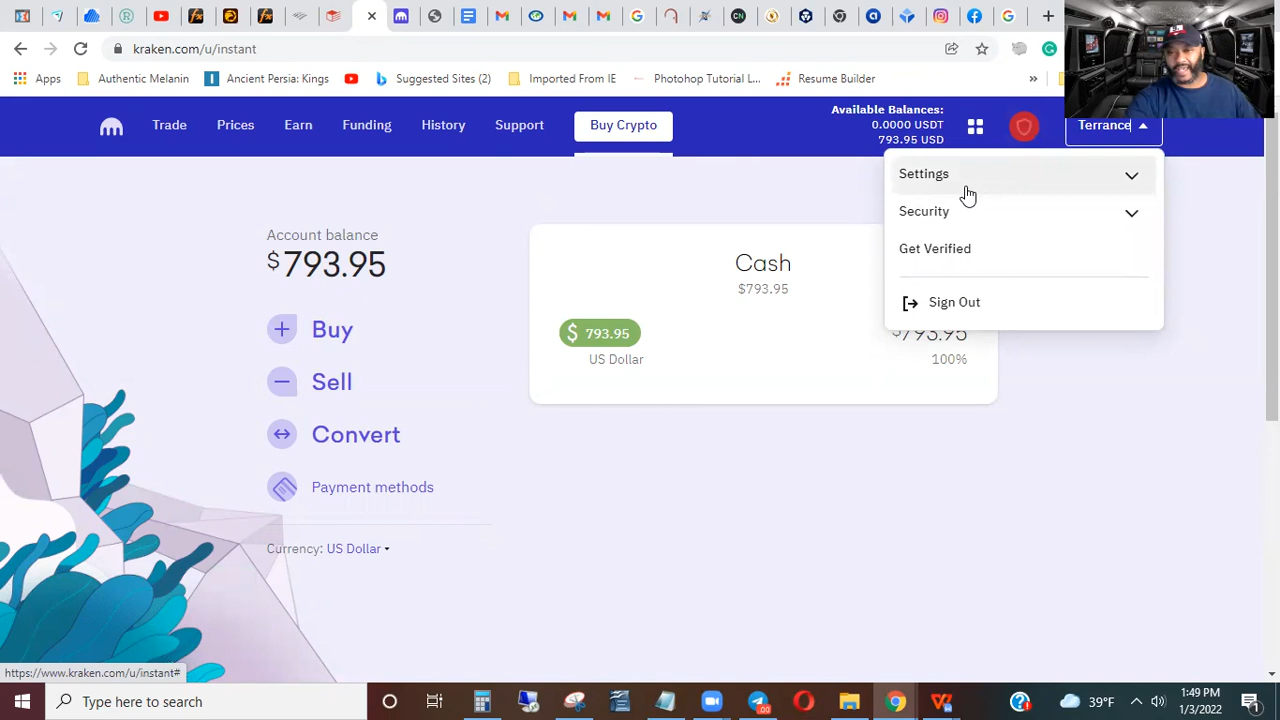 kraken.com/u/instant
Apps Authentic Melanin Ancient Persia: Kings Suggested Sites (2) Imported From IE Photohop Tutorial L... Resume Builder »
Trade Prices Earn Funding History Support Buy Crypto
Available Balances:
0.0000 USDT
793.95 USD
Terrance
Settings
Security
Get Verified
Sign Out
Account balance
$793.95
Buy
Sell
Convert
Payment methods
Currency: US Dollar
Cash
$793.95
$ 793.95
US Dollar
$793.95
100%
https://www.kraken.com/u/instant#
Type here to search
39°F
1:49 PM
1/3/2022